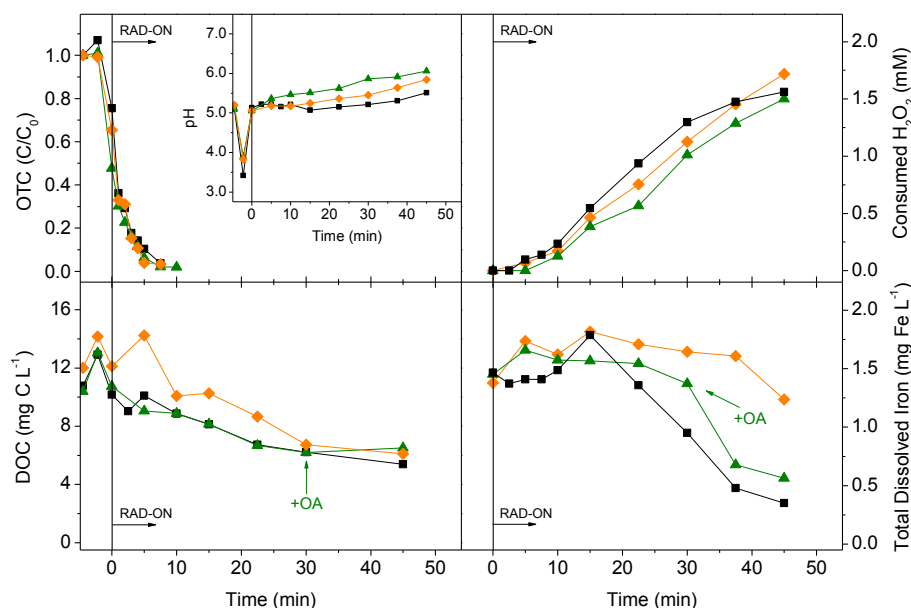 RAD-ON
OTC (C/C0)
1.0
0.8
0.6
0.4
0.2
0.0
pH
7.0
6.0
5.0
4.0
3.0
0 10 20 30 40 50
Time (min)
RAD-ON
2.0
1.5
1.0
0.5
0.0
Consumed H2O2 (mM)
DOC (mg C L-1)
16
12
8
4
0
+OA
RAD-ON
0 10 20 30 40 50
Time (min)
+OA
RAD-ON
2.0
1.5
1.0
0.5
0.0
Total Dissolved Iron (mg Fe L-1)
0 10 20 30 40 50
Time (min)